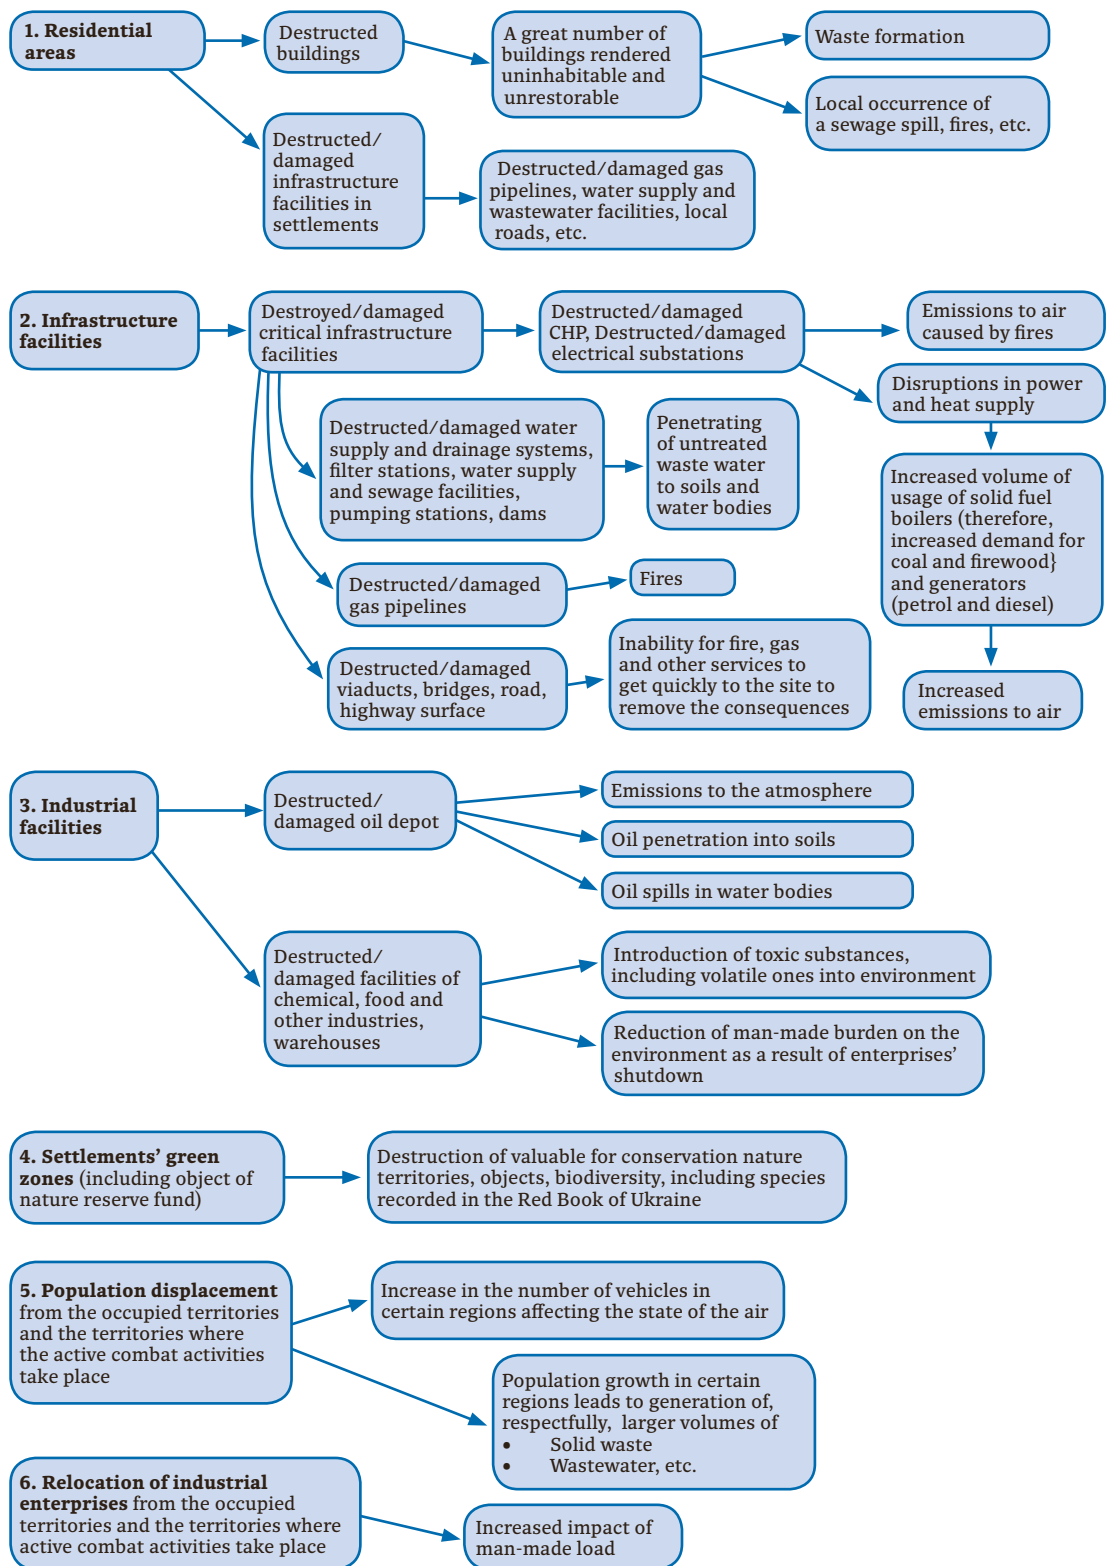 1. Residential
areas
Destructed
buildings
A great number of
buildings rendered
uninhabitable and
unrestorable
Waste formation
Local occurrence of
a sewage spill, fires, etc.
Destructed/
damaged
infrastructure
facilities in
settlements
Destructed/damaged gas
pipelines, water supply and
wastewater facilities, local
roads, etc.
2. Infrastructure
facilities
Destroyed/damaged
critical infrastructure
facilities
Destructed/damaged
CHP, Destructed/damaged
electrical substations
Emissions to air
caused by fires
Disruptions in power
and heat supply
Increased volume of
usage of solid fuel
boilers (therefore,
increased demand for
coal and firewood}
and generators
(petrol and diesel)
Increased
emissions to air
Destructed/damaged water
supply and drainage systems,
filter stations, water supply
and sewage facilities,
pumping stations, dams
Penetrating
of untreated
waste water
to soils and
water bodies
Destructed/damaged
gas pipelines
Fires
Destructed/damaged
viaducts, bridges, road,
highway surface
Inability for fire, gas
and other services to
get quickly to the site to
remove the consequences
3. Industrial
facilities
Destructed/
damaged oil depot
Emissions to the atmosphere
Oil penetration into soils
Oil spills in water bodies
Destructed/
damaged facilities of
chemical, food and
other industries,
warehouses
Introduction of toxic substances,
including volatile ones into environment
Reduction of man-made burden on the
environment as a result of enterprises’
shutdown
4. Settlements’ green
zones (including object of
nature reserve fund)
Destruction of valuable for conservation nature
territories, objects, biodiversity, including species
recorded in the Red Book of Ukraine
5. Population displacement
from the occupied territories
and the territories where
the active combat activities
take place
Increase in the number of vehicles in
certain regions affecting the state of the air
Population growth in certain
regions leads to generation of,
respectfully, larger volumes of
• Solid waste
• Wastewater, etc.
6. Relocation of industrial
enterprises from the occupied
territories and the territories where
active combat activities take place
Increased impact of
man-made load